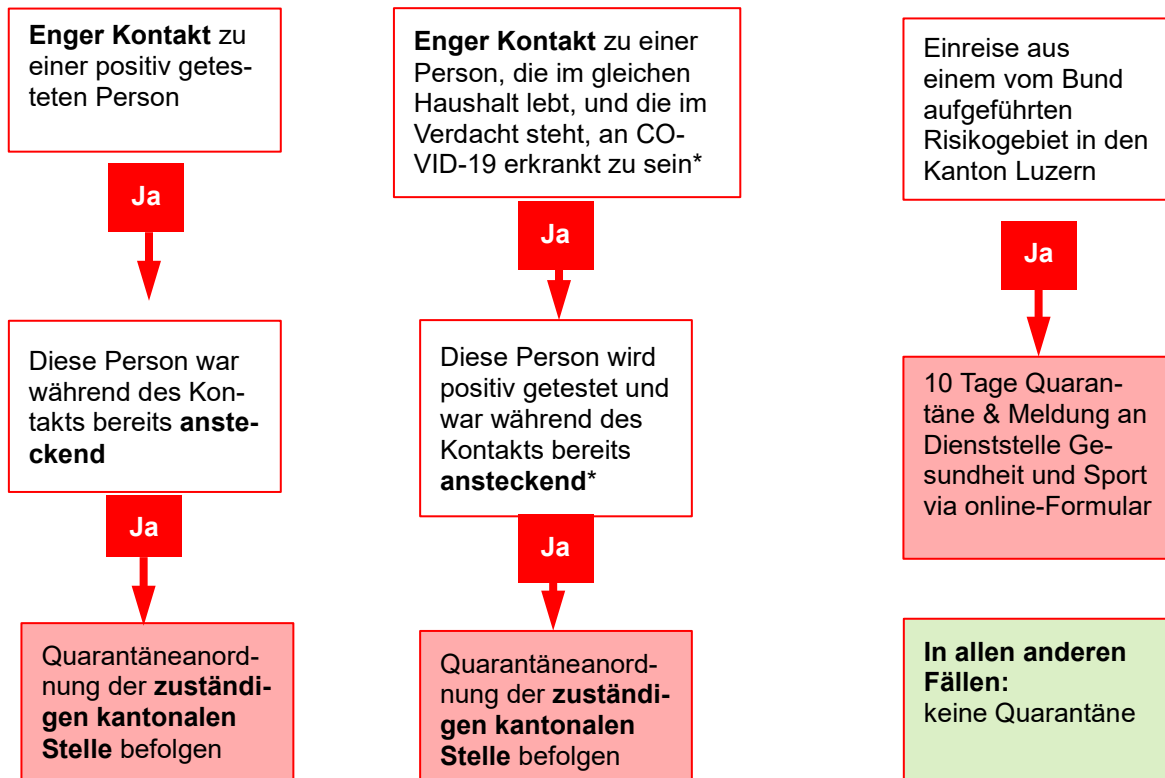 Enger Kontakt zu
einer positiv getes-
teten Person
Ja
Diese Person war
während des Kon-
takts bereits anste-
ckend
Ja
Quarantäneanord-
nung der zuständi-
gen kantonalen
Stelle befolgen
Enger Kontakt zu einer
Person, die im gleichen
Haushalt lebt, und die im
Verdacht steht, an CO-
VID-19 erkrankt zu sein*
Ja
Diese Person wird
positiv getestet und
war während des
Kontakts bereits
ansteckend*
Ja
Quarantäneanord-
nung der zuständi-
gen kantonalen
Stelle befolgen
Einreise aus
einem vom Bund
aufgeführten
Risikogebiet in den
Kanton Luzern
Ja
10 Tage Quaran-
täne & Meldung an
Dienststelle Ge-
sundheit und Sport
via online-Formular
In allen anderen
Fällen:
keine Quarantäne